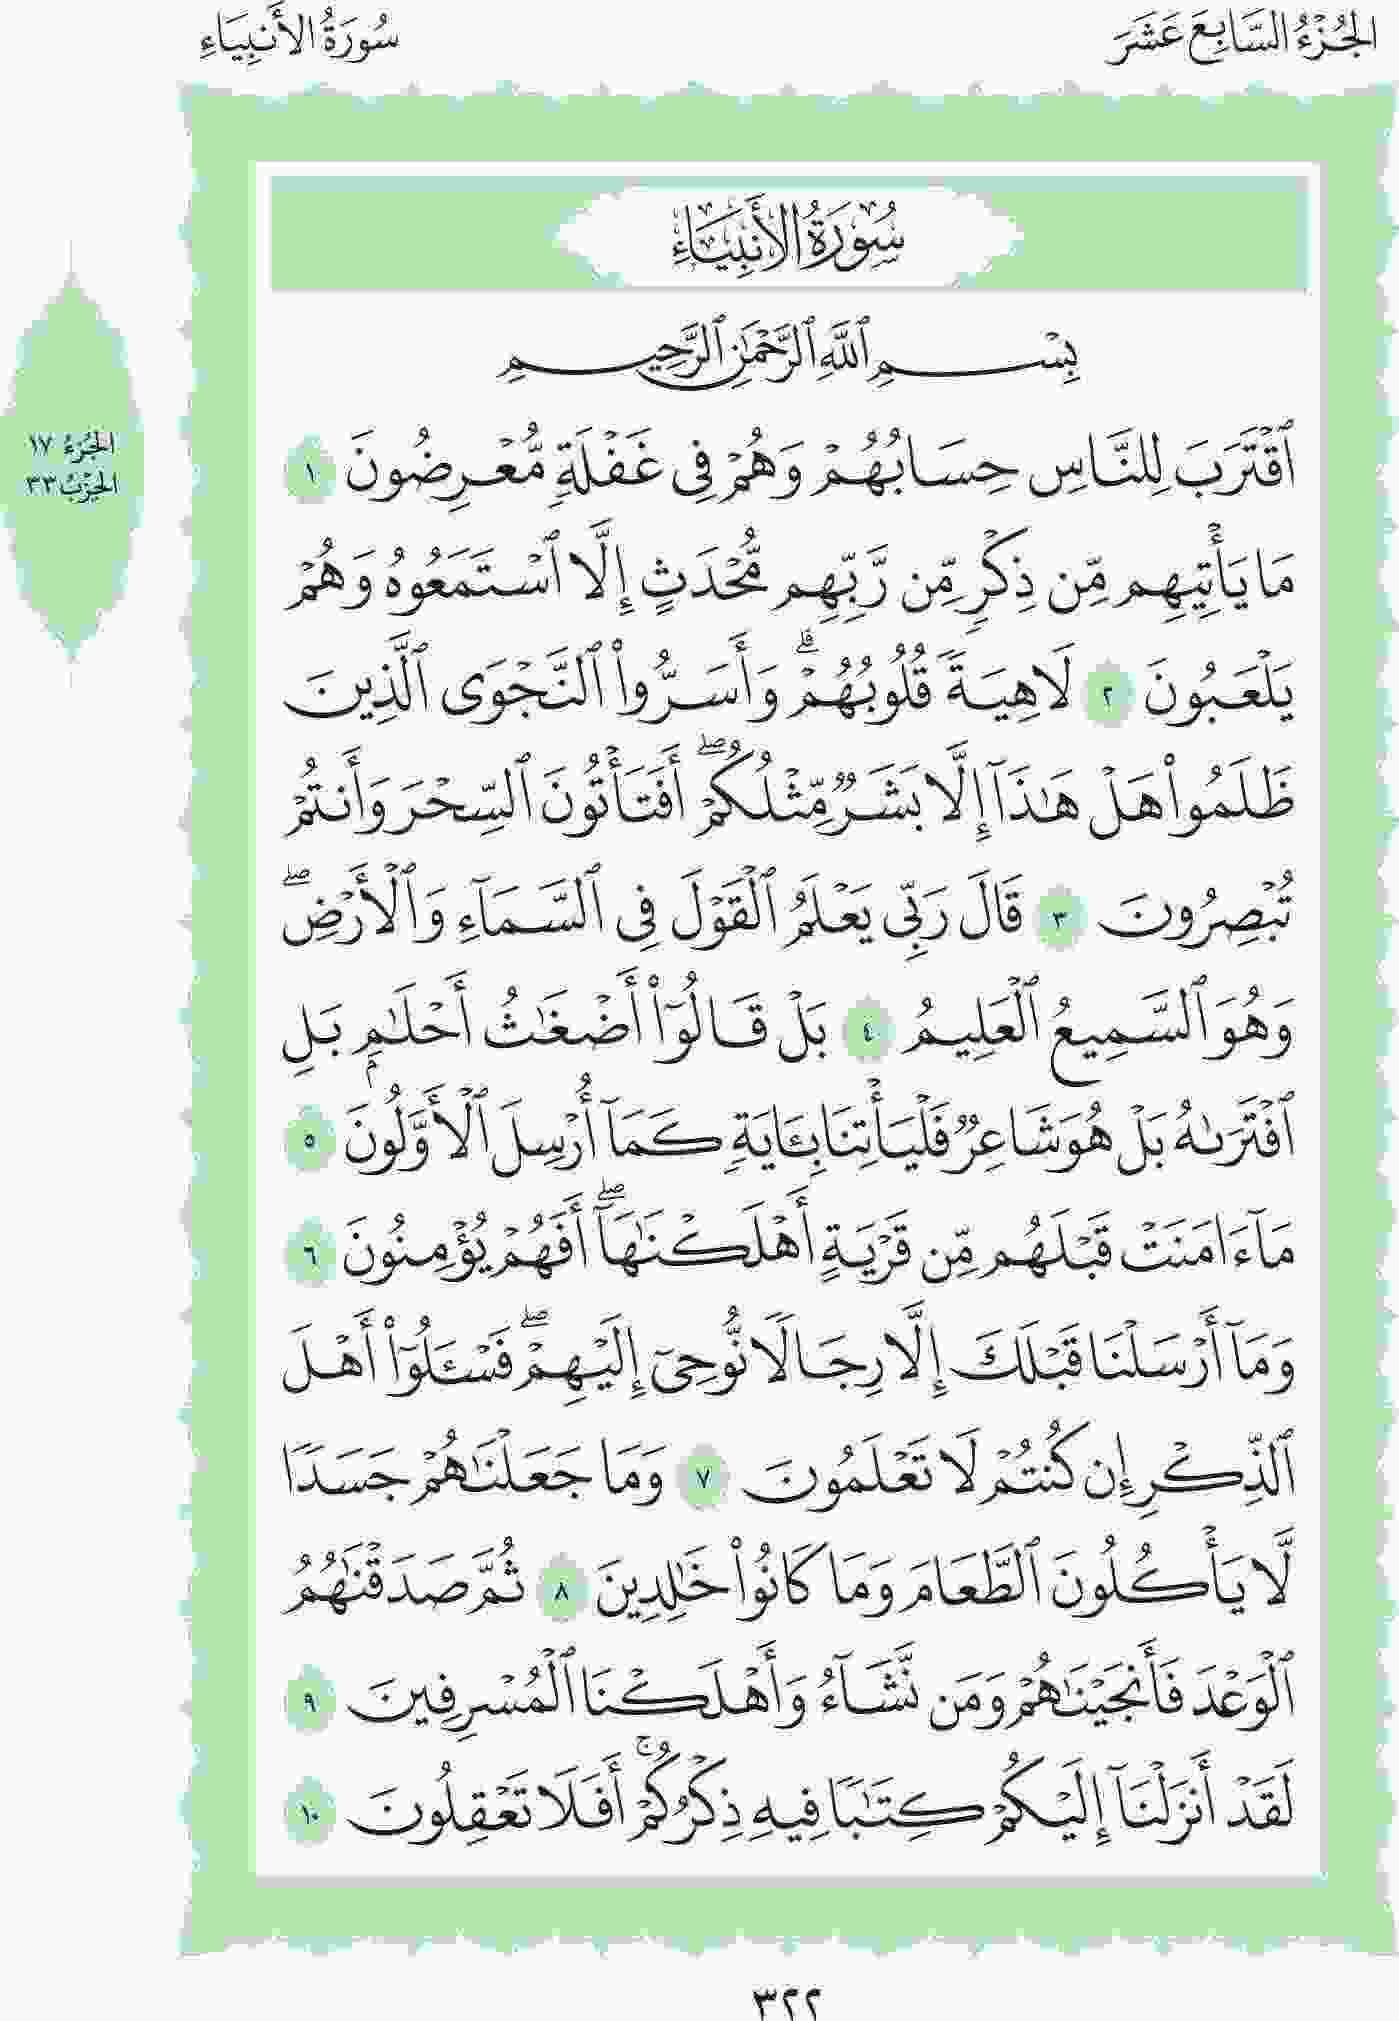 الجُزْءُ السَّابِعَ عَشَرَ
سُورَةُ الأَنبِيَاءِ
سُورَةُ الأَنبِيَاءِ
بِسْمِ ٱللَّهِ ٱلرَّحْمَٰنِ ٱلرَّحِيمِ
الجُزْءُ ١٧
الحِزْبُ ٣٣
ٱقْتَرَبَ لِلنَّاسِ حِسَابُهُمْ وَهُمْ فِى غَفْلَةٍ مُّعْرِضُونَ ١
مَا يَأْتِيهِم مِّن ذِكْرٍ مِّن رَّبِّهِم مُّحْدَثٍ إِلَّا ٱسْتَمَعُوهُ وَهُمْ
يَلْعَبُونَ ٢ لَاهِيَةً قُلُوبُهُمْ ۗ وَأَسَرُّوا۟ ٱلنَّجْوَى ٱلَّذِينَ
ظَلَمُوا۟ هَلْ هَٰذَآ إِلَّا بَشَرٌ مِّثْلُكُمْ ۖ أَفَتَأْتُونَ ٱلسِّحْرَ وَأَنتُمْ
تُبْصِرُونَ ٣ قَالَ رَبِّى يَعْلَمُ ٱلْقَوْلَ فِى ٱلسَّمَآءِ وَٱلْأَرْضِ ۖ
وَهُوَ ٱلسَّمِيعُ ٱلْعَلِيمُ ٤ بَلْ قَالُوٓا۟ أَضْغَٰثُ أَحْلَٰمٍۭ بَلِ
ٱفْتَرَىٰهُ بَلْ هُوَ شَاعِرٌ فَلْيَأْتِنَا بِـَٔايَةٍ كَمَآ أُرْسِلَ ٱلْأَوَّلُونَ ٥
مَآ ءَامَنَتْ قَبْلَهُم مِّن قَرْيَةٍ أَهْلَكْنَٰهَآ ۖ أَفَهُمْ يُؤْمِنُونَ ٦
وَمَآ أَرْسَلْنَا قَبْلَكَ إِلَّا رِجَالًا نُّوحِىٓ إِلَيْهِمْ ۖ فَسْـَٔلُوٓا۟ أَهْلَ
ٱلذِّكْرِ إِن كُنتُمْ لَا تَعْلَمُونَ ٧ وَمَا جَعَلْنَٰهُمْ جَسَدًا
لَّا يَأْكُلُونَ ٱلطَّعَامَ وَمَا كَانُوا۟ خَٰلِدِينَ ٨ ثُمَّ صَدَقْنَٰهُمُ
ٱلْوَعْدَ فَأَنجَيْنَٰهُمْ وَمَن نَّشَآءُ وَأَهْلَكْنَا ٱلْمُسْرِفِينَ ٩
لَقَدْ أَنزَلْنَآ إِلَيْكُمْ كِتَٰبًا فِيهِ ذِكْرُكُمْ ۚ أَفَلَا تَعْقِلُونَ ١٠
٣٢٢